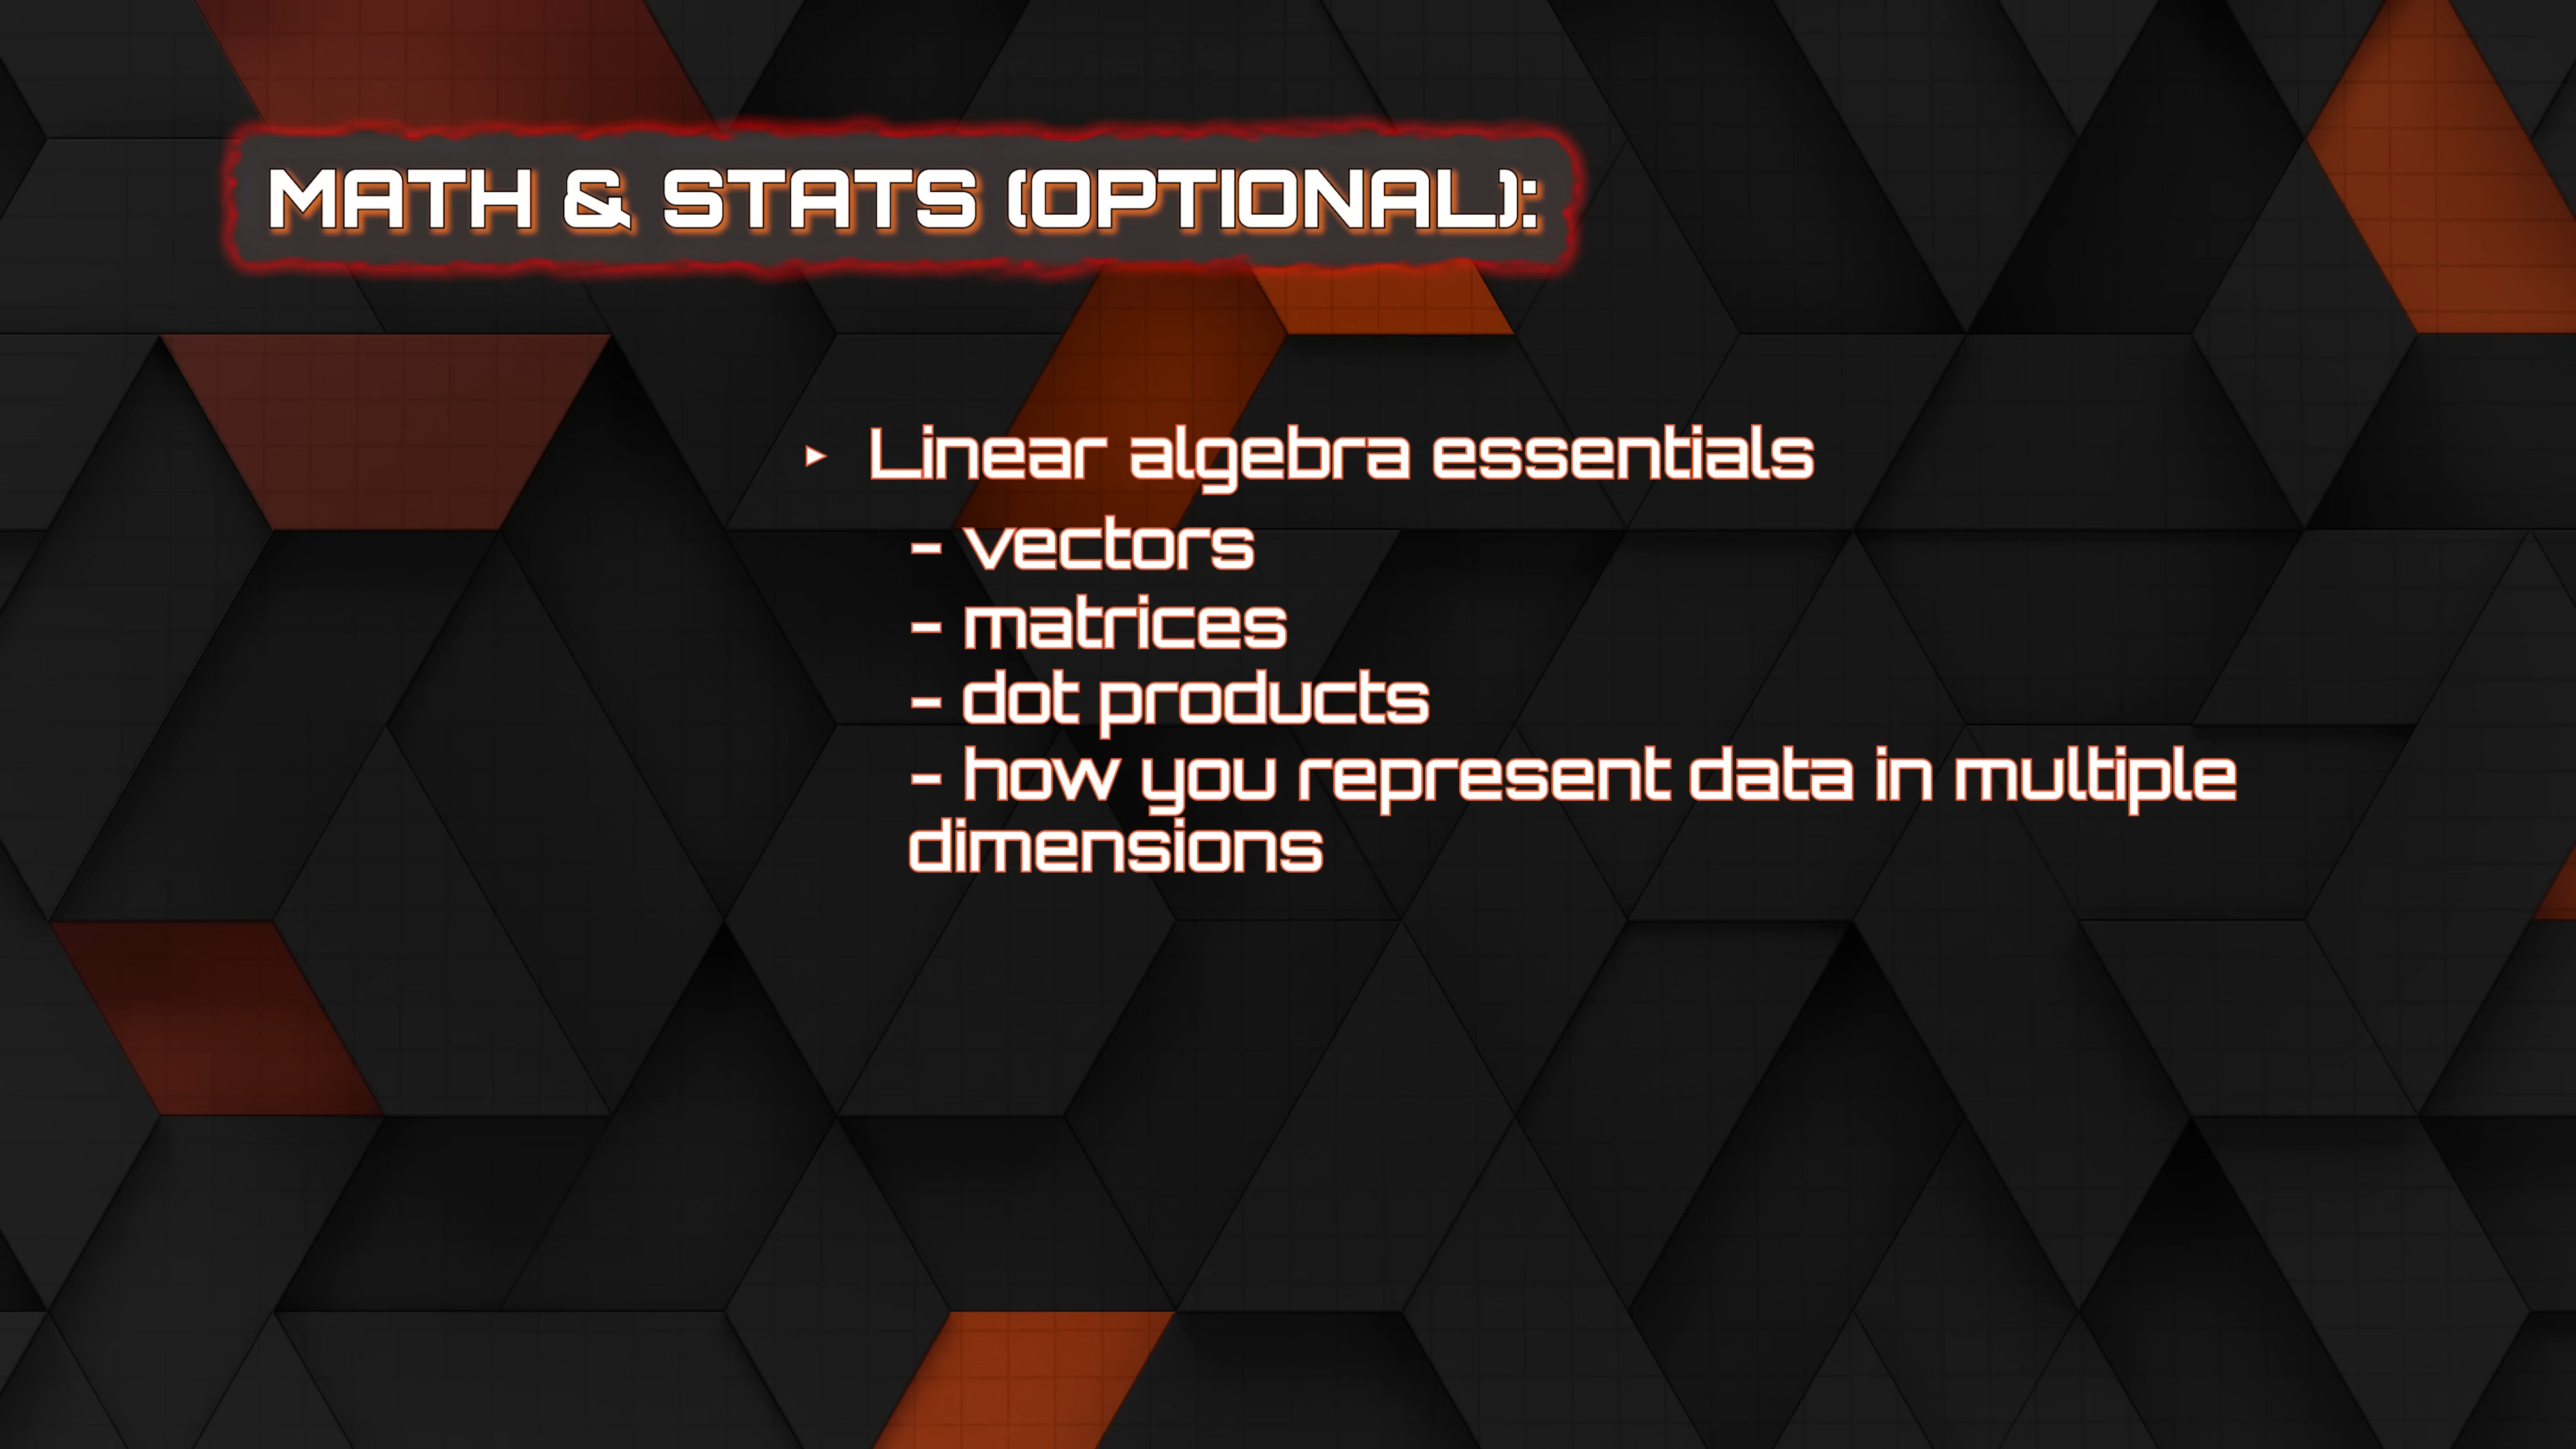 MATH & STATS (OPTIONAL):
▸ Linear algebra essentials
- vectors
- matrices
- dot products
- how you represent data in multiple
dimensions